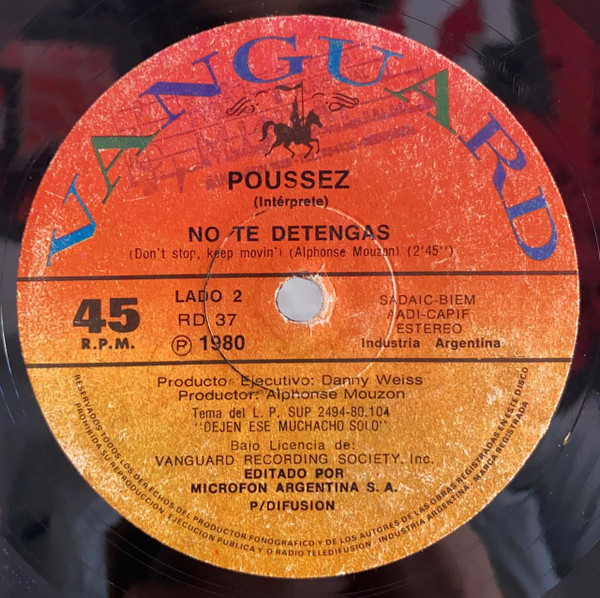 VANGUARD
POUSSEZ
(Intérprete)
NO TE DETENGAS
(Don't stop, keep movin') (Alphonse Mouzon) (2'45")
45
R.P.M.
LADO 2
RD 37
Ⓟ 1980
SADAIC-BIEM
AADI-CAPIF
ESTEREO
Industria Argentina
Productor Ejecutivo: Danny Weiss
Productor: Alphonse Mouzon
Tema del L. P. SUP 2494-80.104
"DEJEN ESE MUCHACHO SOLO"
Bajo Licencia de:
VANGUARD RECORDING SOCIETY, Inc.
EDITADO POR
MICROFON ARGENTINA S. A.
P/DIFUSION
RESERVADOS TODOS LOS DERECHOS DEL PRODUCTOR FONOGRAFICO Y DE LOS AUTORES DE LAS OBRAS REGISTRADAS EN ESTE DISCO
PROHIBIDA SU REPRODUCCION, EJECUCION PUBLICA Y O RADIO TELEDIFUSION - INDUSTRIA ARGENTINA - MARCA REGISTRADA